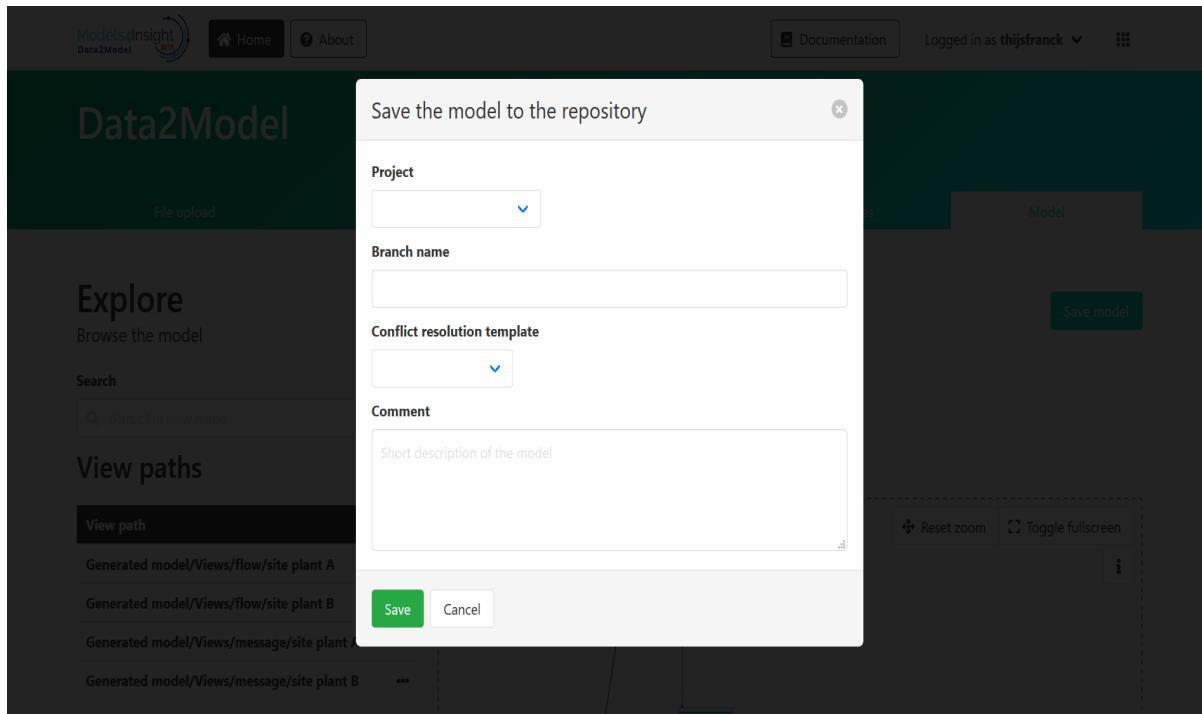 Models4Insight
Data2Model BETA
Home
About
Documentation
Logged in as thijsfranck
Data2Model
Save the model to the repository
File upload
Model
Project
Branch name
Conflict resolution template
Comment
Short description of the model
Save
Cancel
Explore
Browse the model
Save model
Search
View paths
Reset zoom
Toggle fullscreen
View path
Generated model/Views/flow/site plant A
Generated model/Views/flow/site plant B
Generated model/Views/message/site plant A
Generated model/Views/message/site plant B